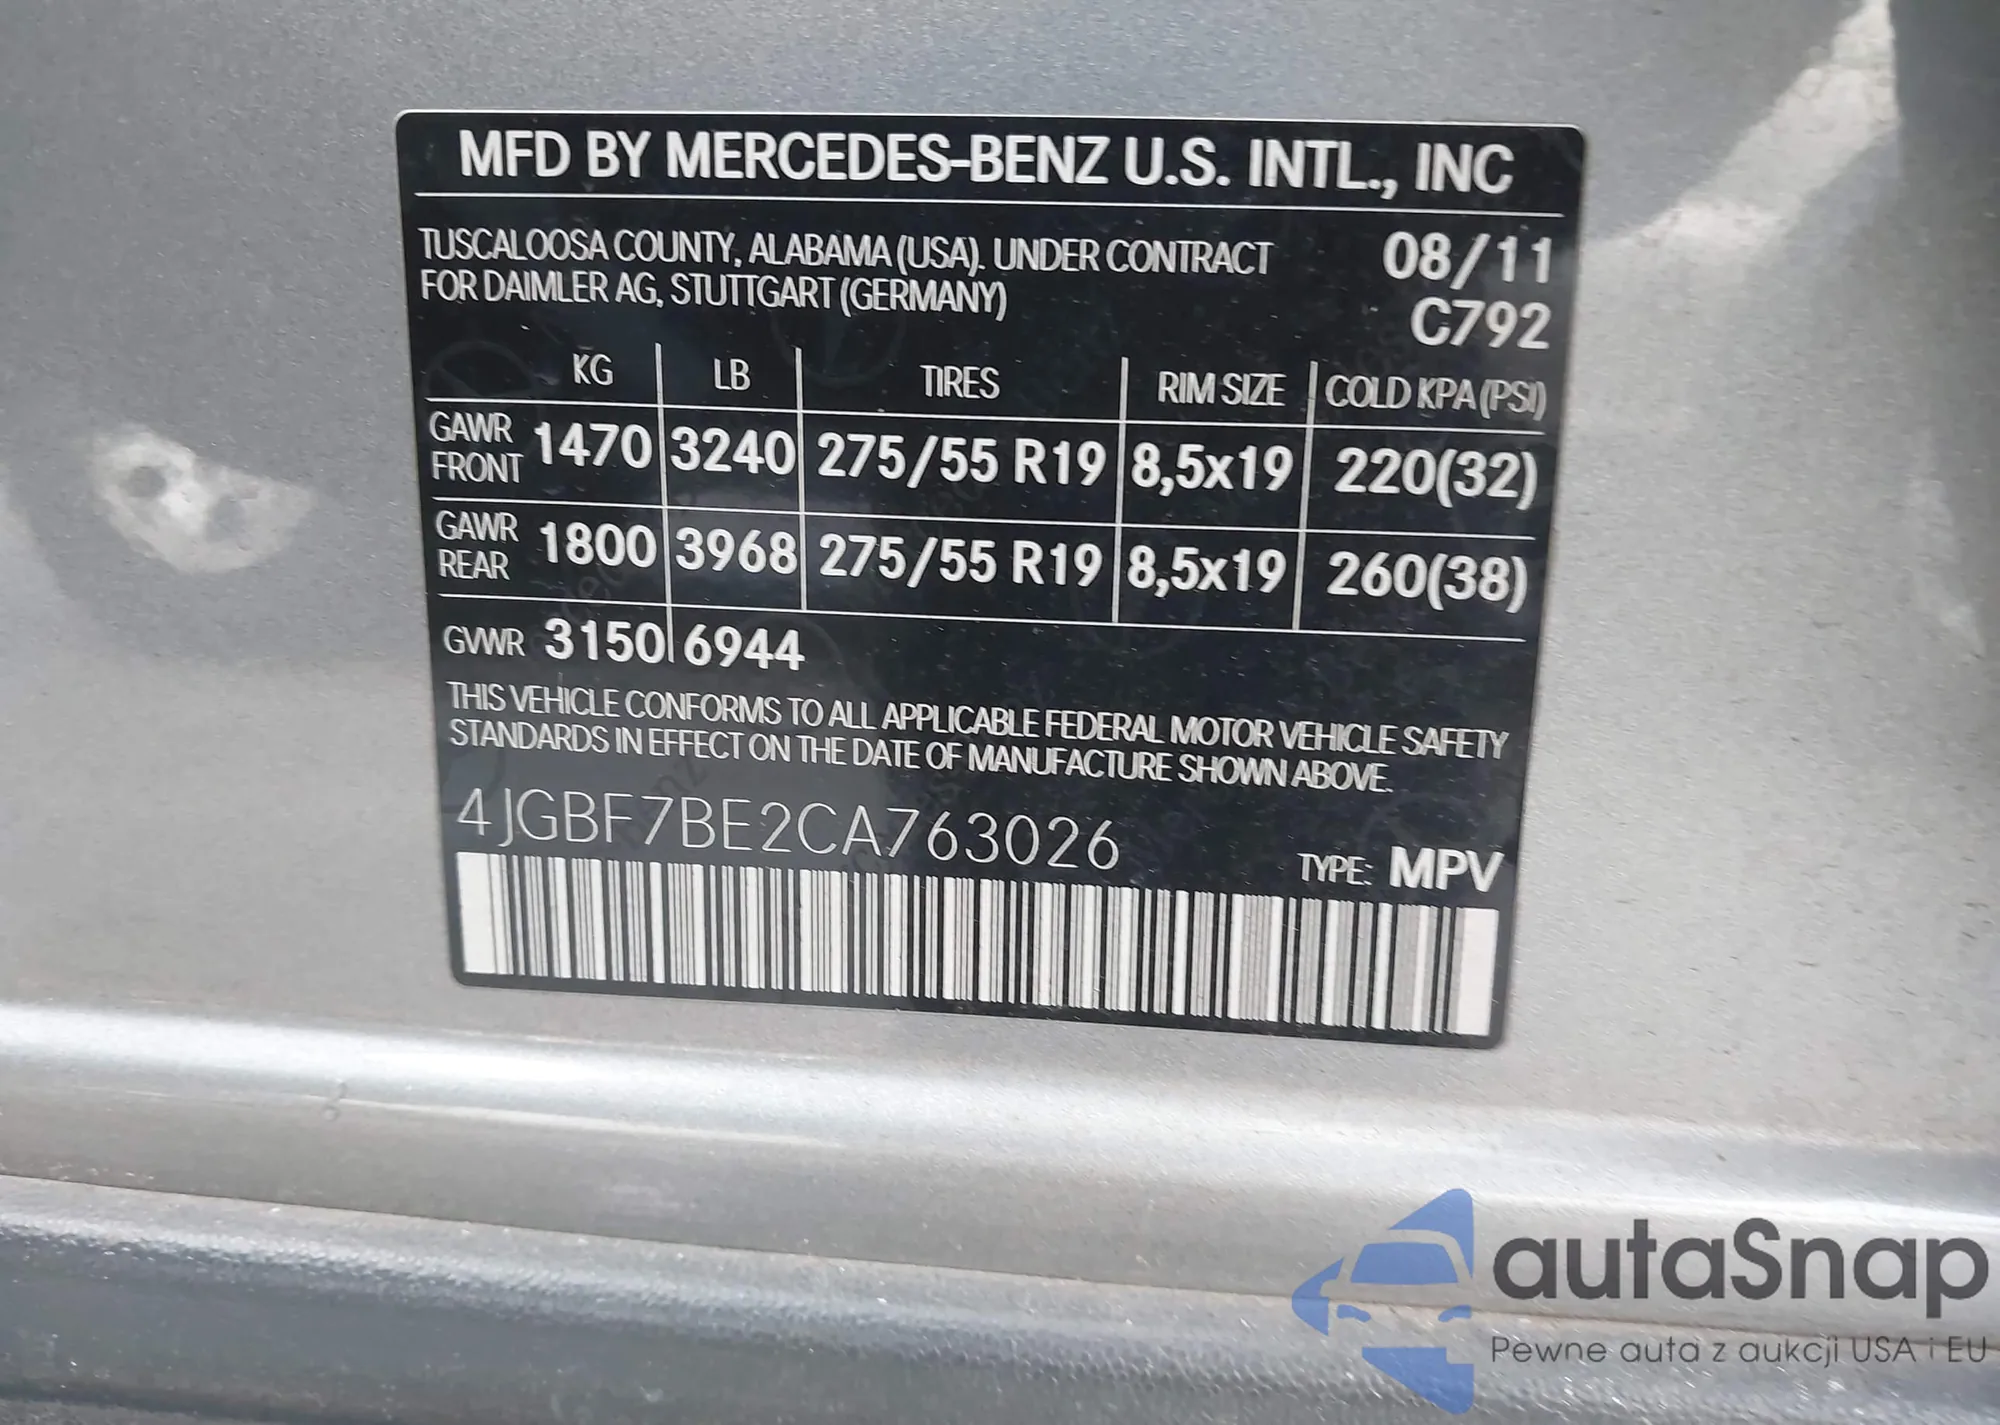 MFD BY MERCEDES-BENZ U.S. INTL., INC
TUSCALOOSA COUNTY, ALABAMA (USA). UNDER CONTRACT 08/11
FOR DAIMLER AG, STUTTGART (GERMANY) C792
KG LB TIRES RIM SIZE COLD KPA (PSI)
GAWR FRONT 1470 3240 275/55 R19 8,5x19 220(32)
GAWR REAR 1800 3968 275/55 R19 8,5x19 260(38)
GVWR 3150 6944
THIS VEHICLE CONFORMS TO ALL APPLICABLE FEDERAL MOTOR VEHICLE SAFETY
STANDARDS IN EFFECT ON THE DATE OF MANUFACTURE SHOWN ABOVE.
4JGBF7BE2CA763026
TYPE: MPV
autaSnap
Pewne auta z aukcji USA i EU